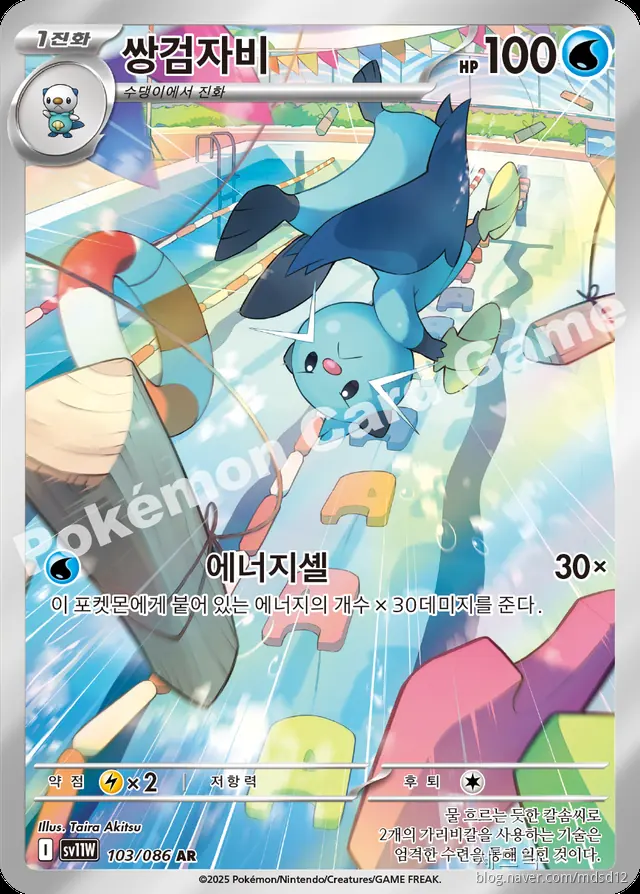 1진화
쌍검자비
HP 100
수댕이에서 진화
Pokémon Card Game
에너지셸 30×
이 포켓몬에게 붙어 있는 에너지의 개수 × 30데미지를 준다.
약 점 ×2 저항력 후 퇴
물 흐르는 듯한 칼솜씨로
2개의 가리비칼을 사용하는 기술은
엄격한 수련을 통해 익힌 것이다.
Illus. Taira Akitsu
I sv11W 103/086 AR
©2025 Pokémon/Nintendo/Creatures/GAME FREAK.
blog.naver.com/mdsd12